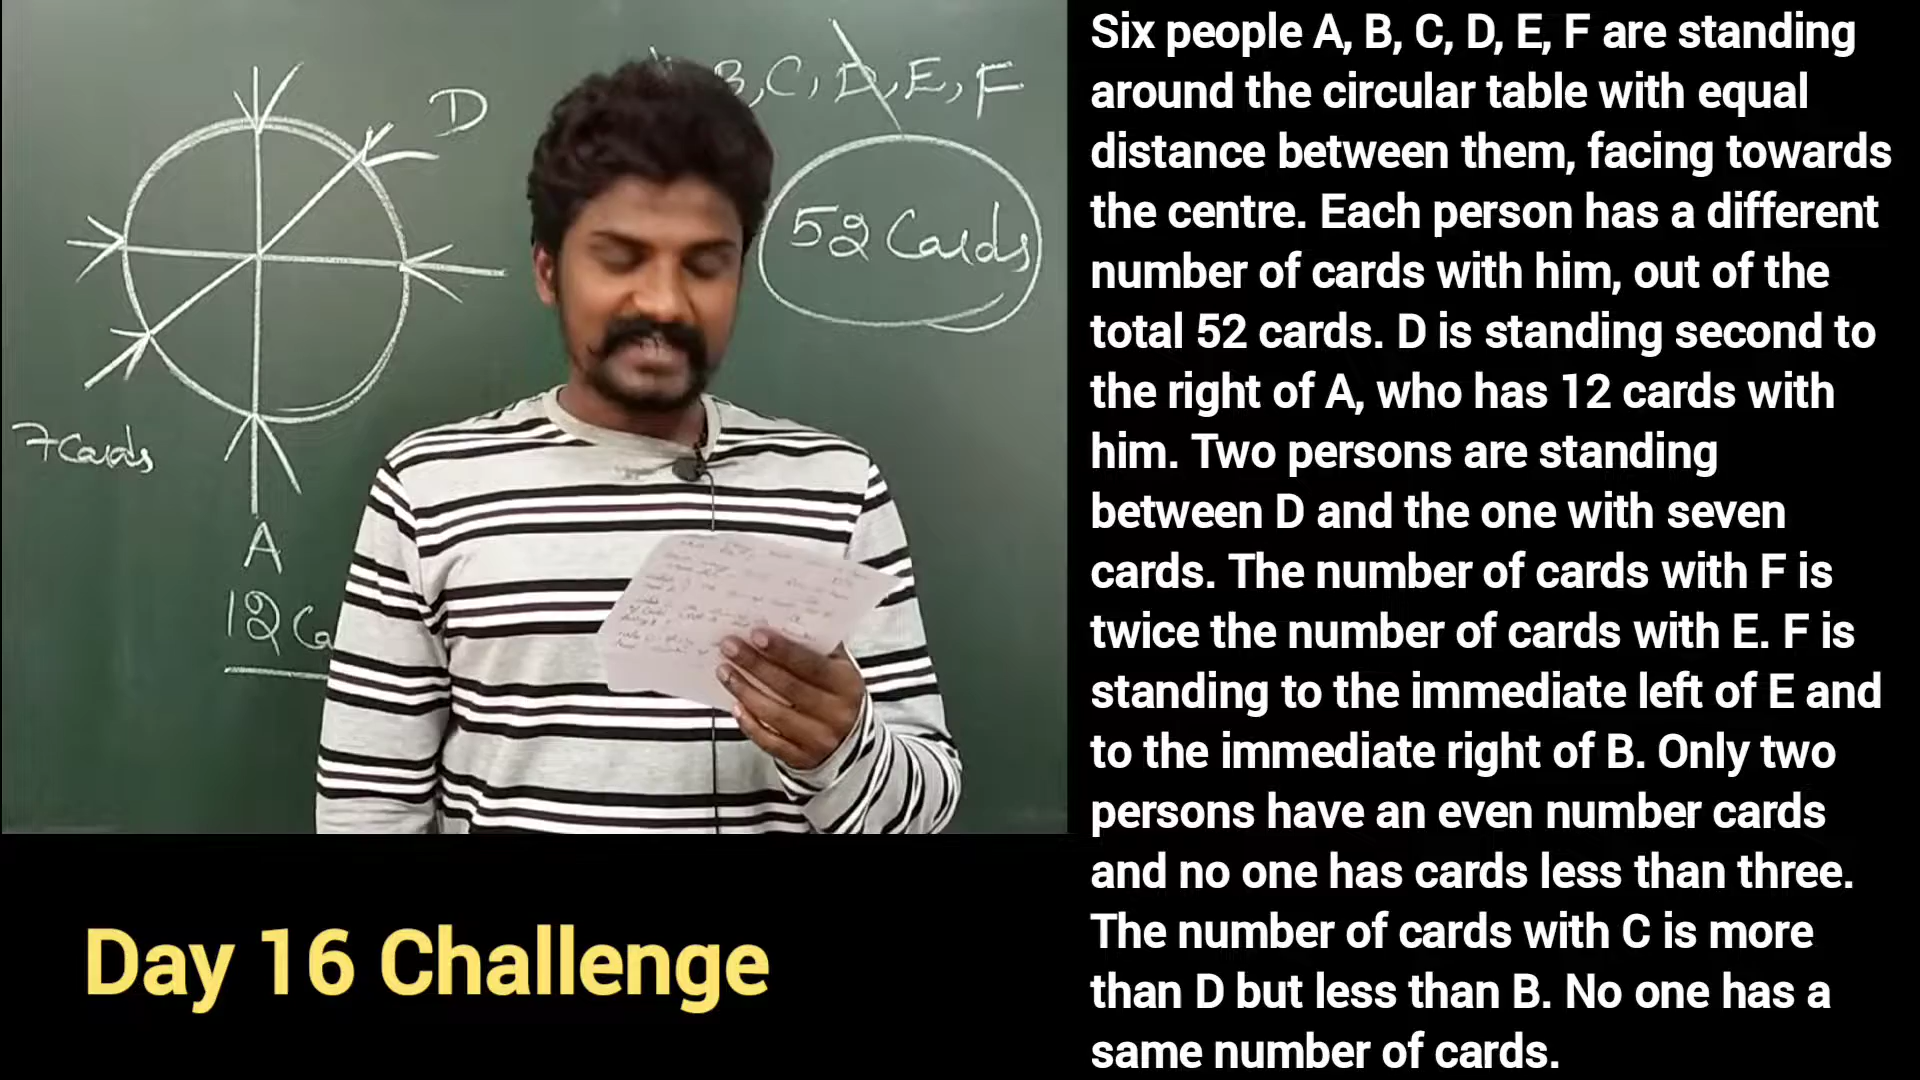 D
B, C, D, E, F
52 Cards
7 Cards
A
12 Ca
Six people A, B, C, D, E, F are standing
around the circular table with equal
distance between them, facing towards
the centre. Each person has a different
number of cards with him, out of the
total 52 cards. D is standing second to
the right of A, who has 12 cards with
him. Two persons are standing
between D and the one with seven
cards. The number of cards with F is
twice the number of cards with E. F is
standing to the immediate left of E and
to the immediate right of B. Only two
persons have an even number cards
and no one has cards less than three.
The number of cards with C is more
than D but less than B. No one has a
same number of cards.
Day 16 Challenge